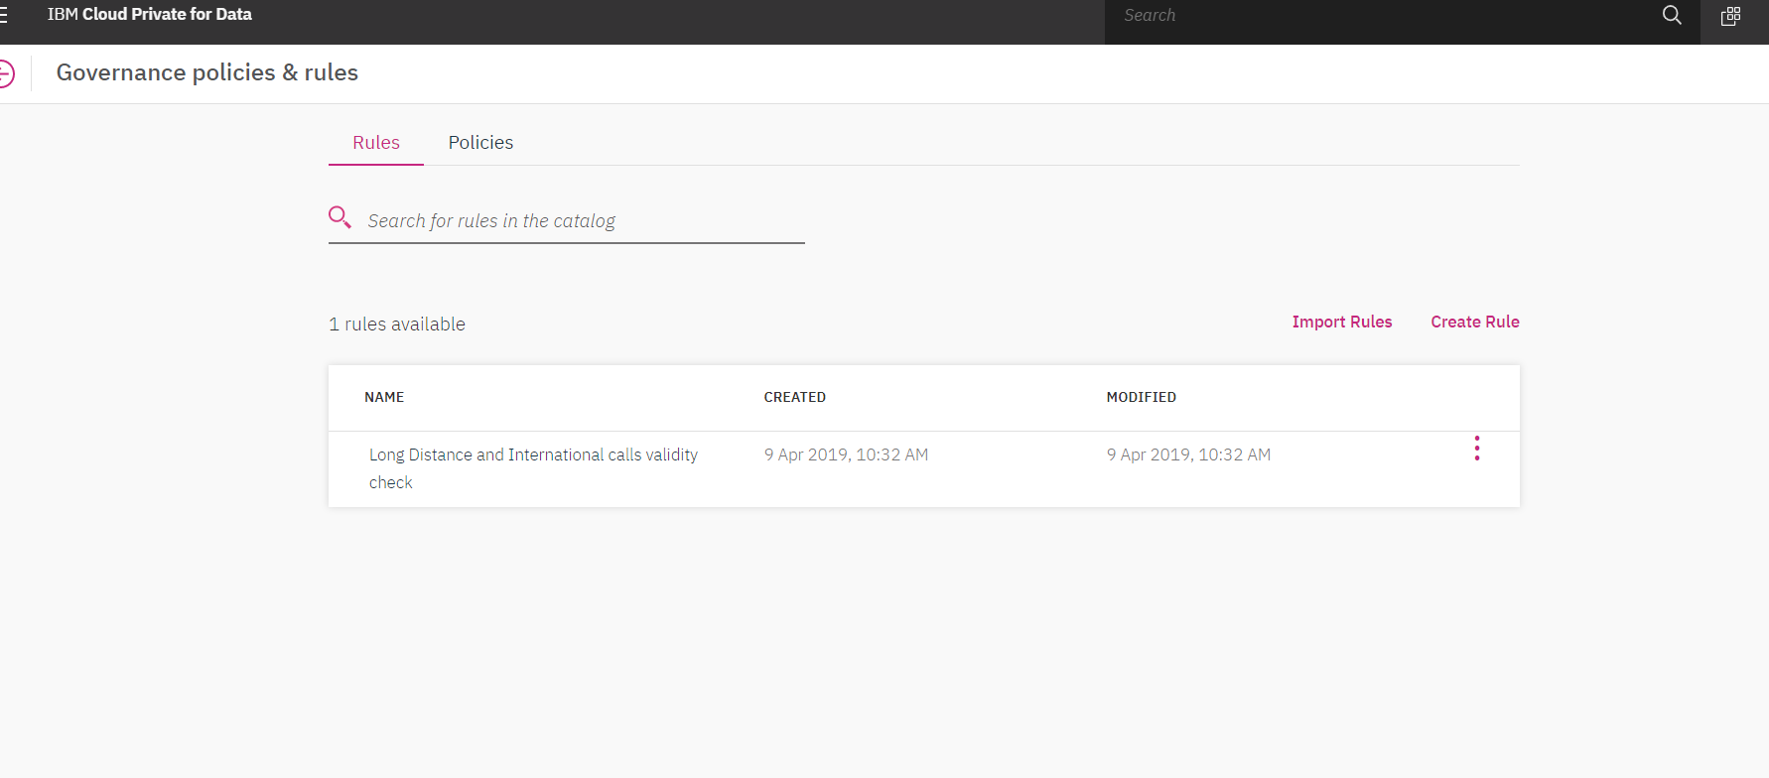 IBM Cloud Private for Data
Search
Governance policies & rules
Rules
Policies
Search for rules in the catalog
1 rules available
Import Rules
Create Rule
NAME
CREATED
MODIFIED
Long Distance and International calls validity
check
9 Apr 2019, 10:32 AM
9 Apr 2019, 10:32 AM